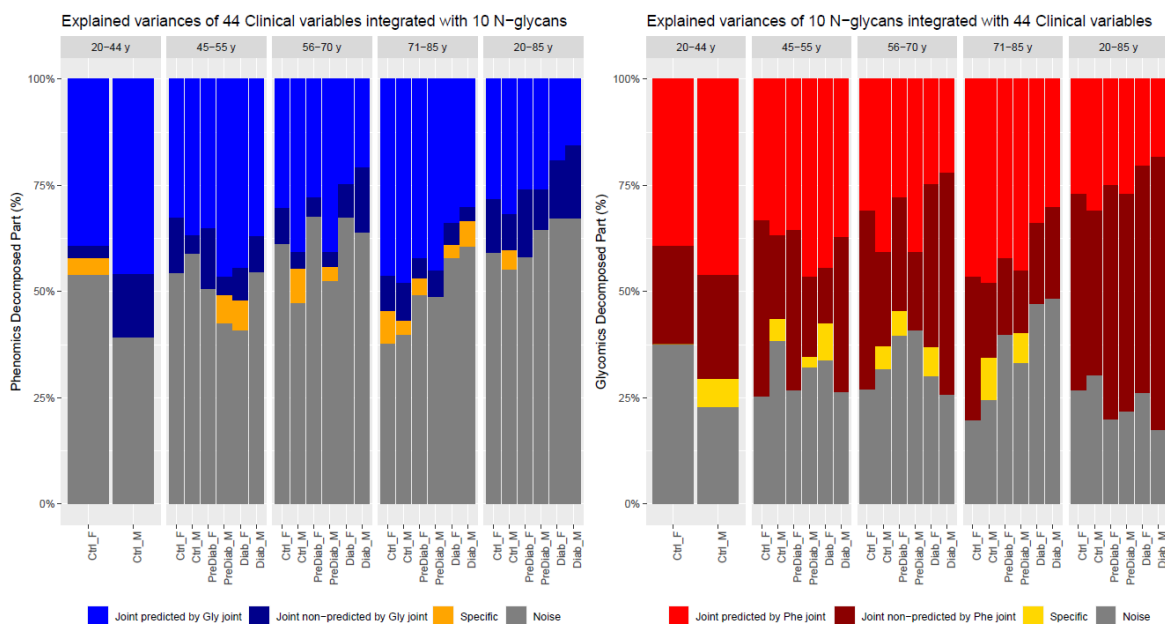 Explained variances of 44 Clinical variables integrated with 10 N−glycans
20−44 y
45−55 y
56−70 y
71−85 y
20−85 y
100%
75%
50%
25%
0%
Phenomics Decomposed Part (%)
Ctrl_F
Ctrl_M
Ctrl_F
Ctrl_M
PreDiab_F
PreDiab_M
Diab_F
Diab_M
Ctrl_F
Ctrl_M
PreDiab_F
PreDiab_M
Diab_F
Diab_M
Ctrl_F
Ctrl_M
PreDiab_F
PreDiab_M
Diab_F
Diab_M
Ctrl_F
Ctrl_M
PreDiab_F
PreDiab_M
Diab_F
Diab_M
Joint predicted by Gly joint
Joint non−predicted by Gly joint
Specific
Noise
Explained variances of 10 N−glycans integrated with 44 Clinical variables
20−44 y
45−55 y
56−70 y
71−85 y
20−85 y
100%
75%
50%
25%
0%
Glycomics Decomposed Part (%)
Ctrl_F
Ctrl_M
Ctrl_F
Ctrl_M
PreDiab_F
PreDiab_M
Diab_F
Diab_M
Ctrl_F
Ctrl_M
PreDiab_F
PreDiab_M
Diab_F
Diab_M
Ctrl_F
Ctrl_M
PreDiab_F
PreDiab_M
Diab_F
Diab_M
Ctrl_F
Ctrl_M
PreDiab_F
PreDiab_M
Diab_F
Diab_M
Joint predicted by Phe joint
Joint non−predicted by Phe joint
Specific
Noise